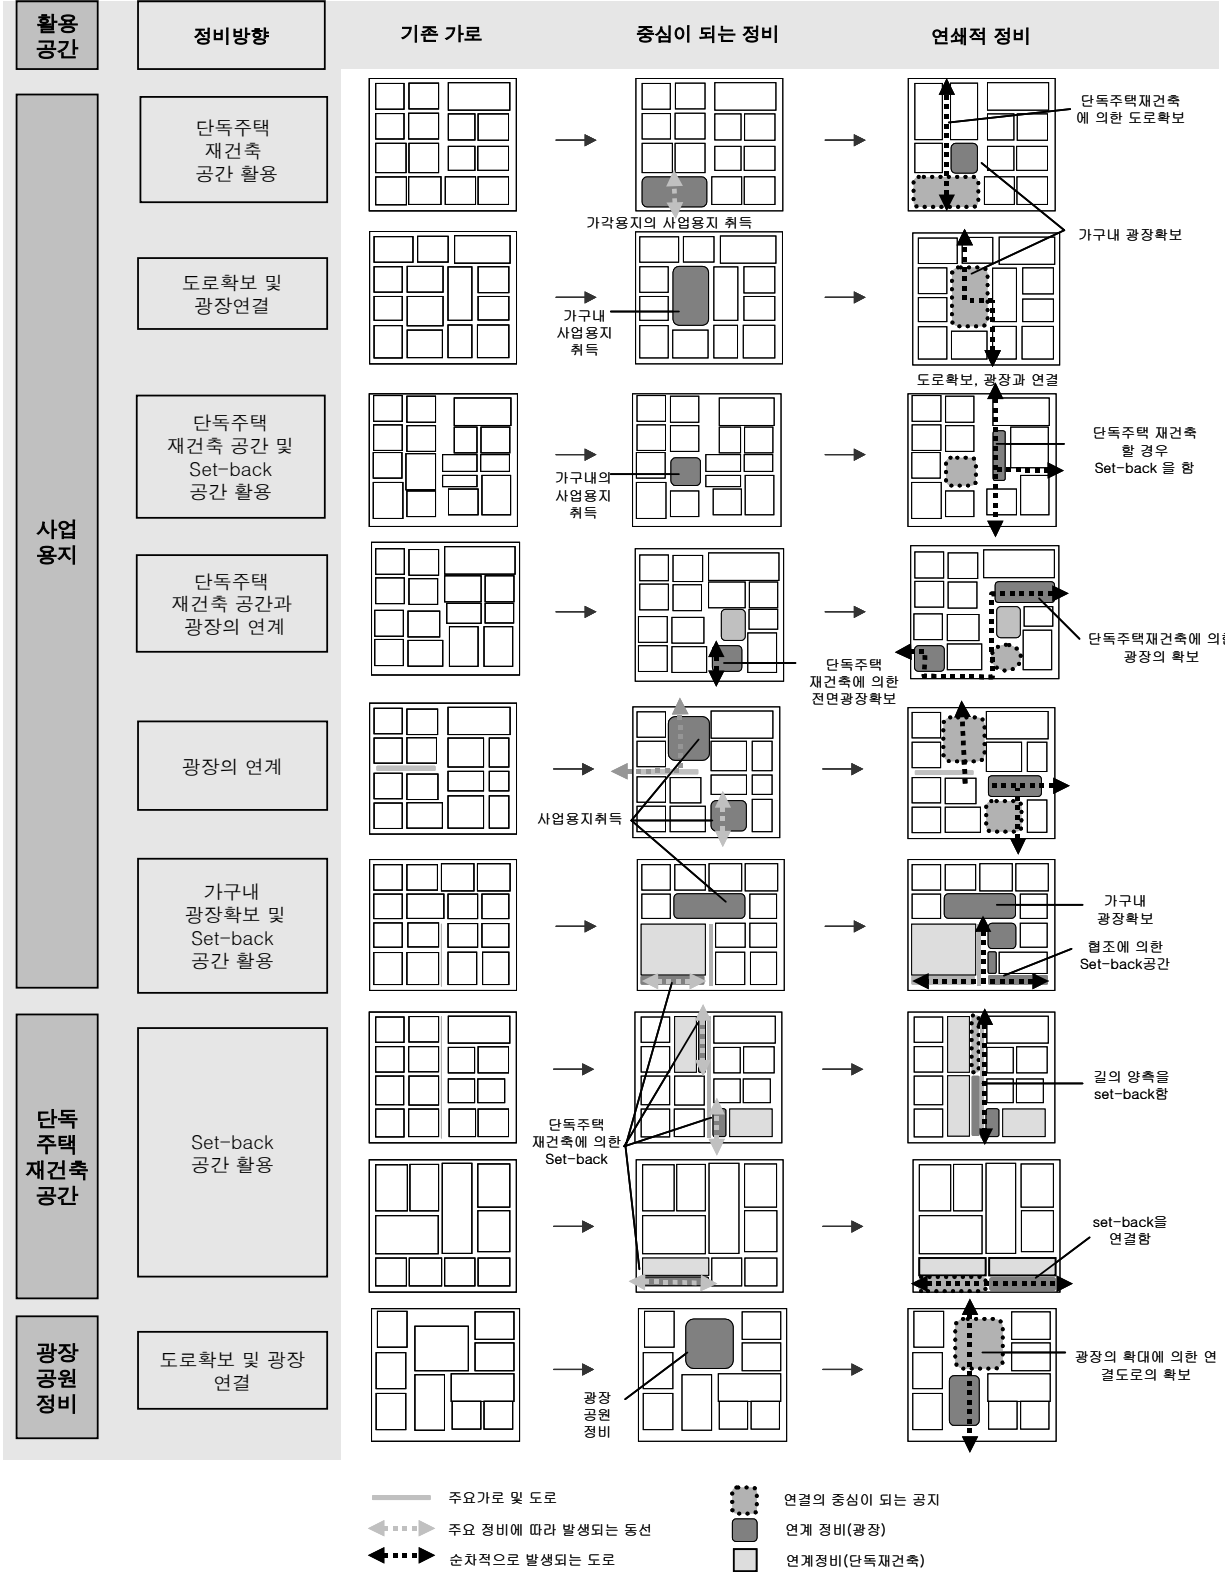 활용
공간
정비방향
기존 가로
중심이 되는 정비
연쇄적 정비
사업
용지
단독주택
재건축
공간 활용
가각용지의 사업용지 취득
단독주택재건축
에 의한 도로확보
가구내 광장확보
도로확보 및
광장연결
가구내
사업용지
취득
도로확보, 광장과 연결
단독주택
재건축 공간 및
Set-back
공간 활용
가구내의
사업용지
취득
단독주택 재건축
할 경우
Set-back 을 함
단독주택
재건축 공간과
광장의 연계
단독주택
재건축에 의한
전면광장확보
단독주택재건축에 의한
광장의 확보
광장의 연계
사업용지취득
가구내
광장확보 및
Set-back
공간 활용
가구내
광장확보
협조에 의한
Set-back공간
단독
주택
재건축
공간
Set-back
공간 활용
단독주택
재건축에 의한
Set-back
길의 양측을
set-back함
set-back을
연결함
광장
공원
정비
도로확보 및 광장
연결
광장
공원
정비
광장의 확대에 의한 연
결도로의 확보
주요가로 및 도로
주요 정비에 따라 발생되는 동선
순차적으로 발생되는 도로
연결의 중심이 되는 공지
연계 정비(광장)
연계정비(단독재건축)